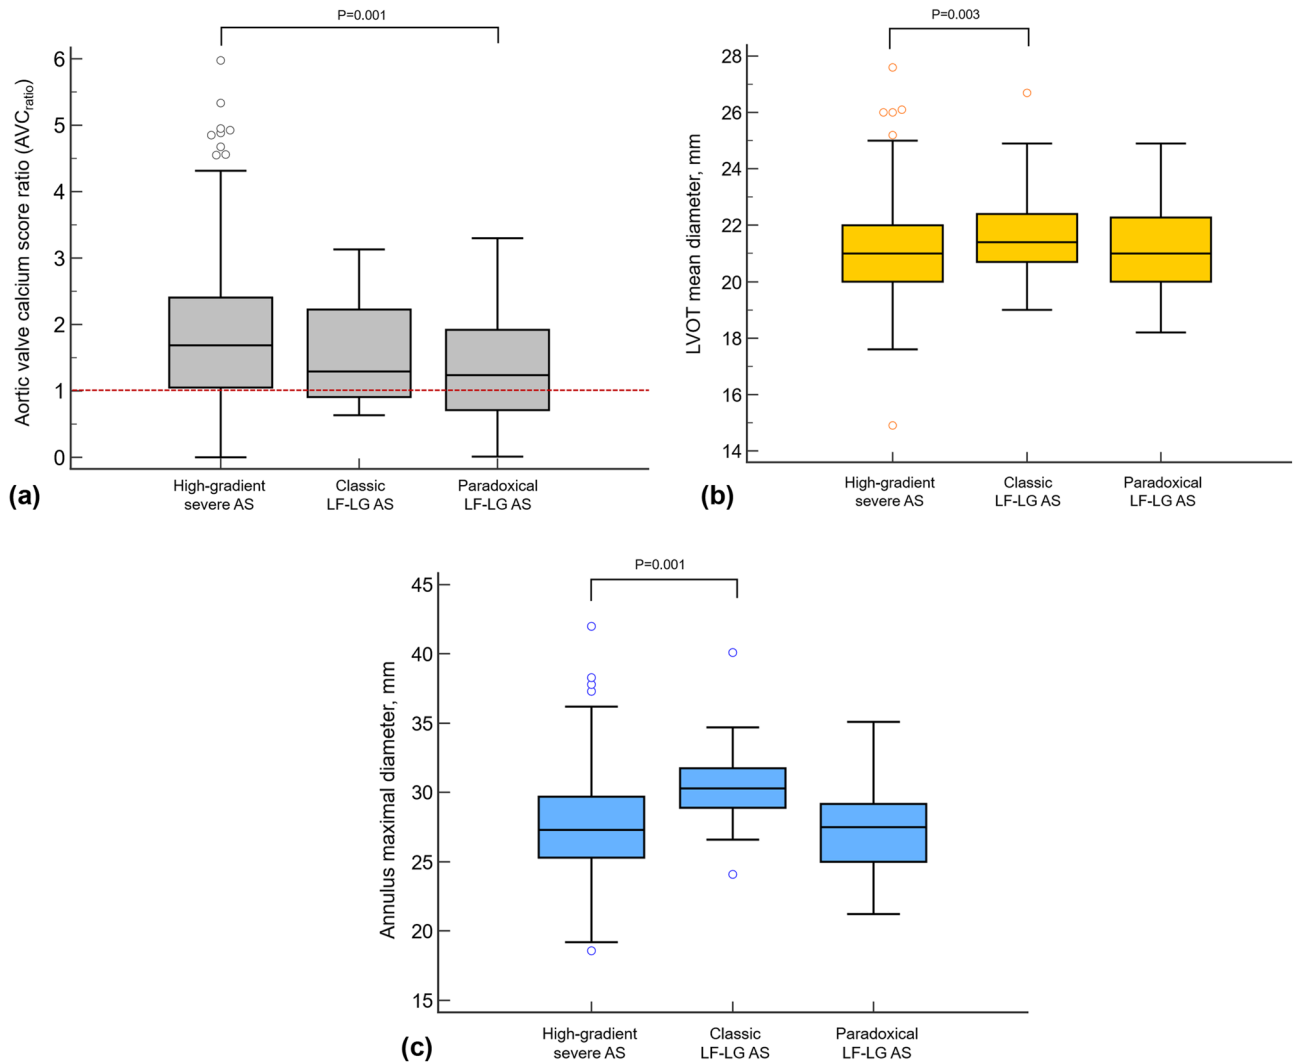 P=0.001
Aortic valve calcium score ratio (AVCratio)
6
5
4
3
2
1
0
High-gradient
severe AS
Classic
LF-LG AS
Paradoxical
LF-LG AS
(a)
P=0.003
LVOT mean diameter, mm
28
26
24
22
20
18
16
14
High-gradient
severe AS
Classic
LF-LG AS
Paradoxical
LF-LG AS
(b)
P=0.001
Annulus maximal diameter, mm
45
40
35
30
25
20
15
High-gradient
severe AS
Classic
LF-LG AS
Paradoxical
LF-LG AS
(c)